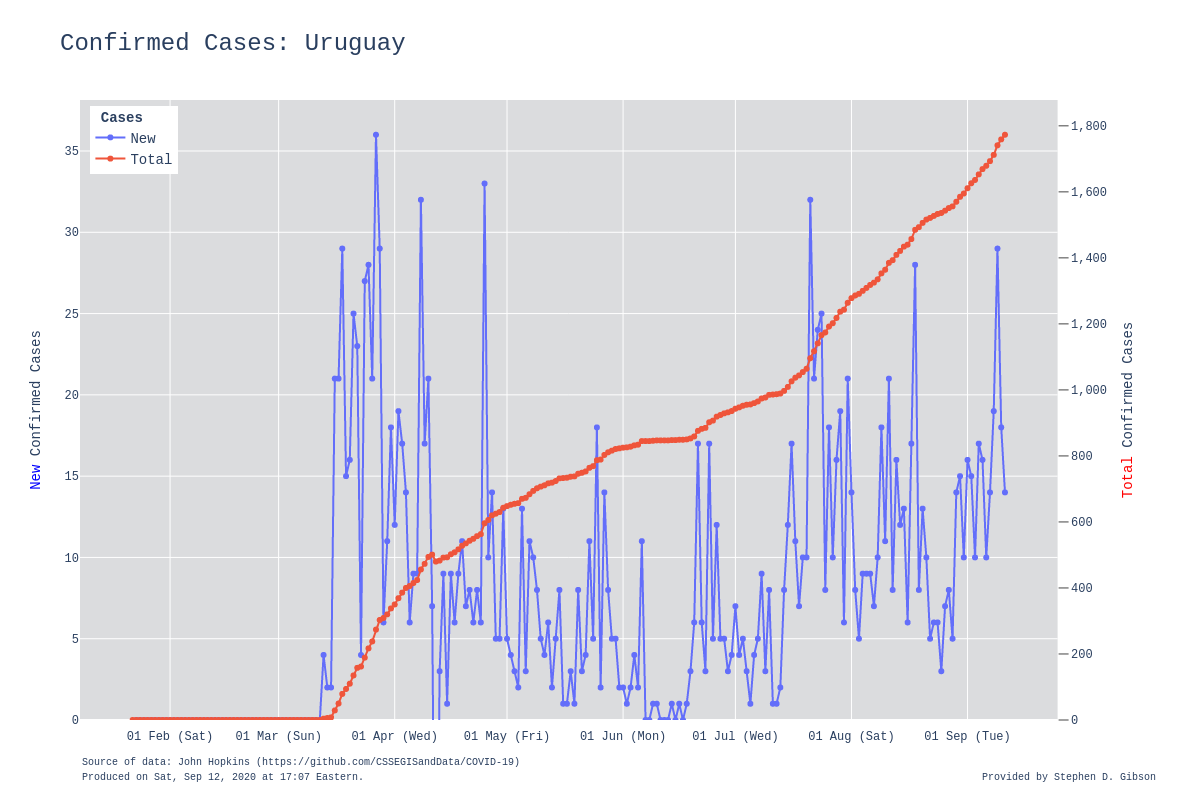 Confirmed Cases: Uruguay
Cases
New
Total
35
30
25
20
15
10
5
0
1,800
1,600
1,400
1,200
1,000
800
600
400
200
0
New Confirmed Cases
Total Confirmed Cases
01 Feb (Sat) 01 Mar (Sun) 01 Apr (Wed) 01 May (Fri) 01 Jun (Mon) 01 Jul (Wed) 01 Aug (Sat) 01 Sep (Tue)
Source of data: John Hopkins (https://github.com/CSSEGISandData/COVID-19)
Produced on Sat, Sep 12, 2020 at 17:07 Eastern.
Provided by Stephen D. Gibson